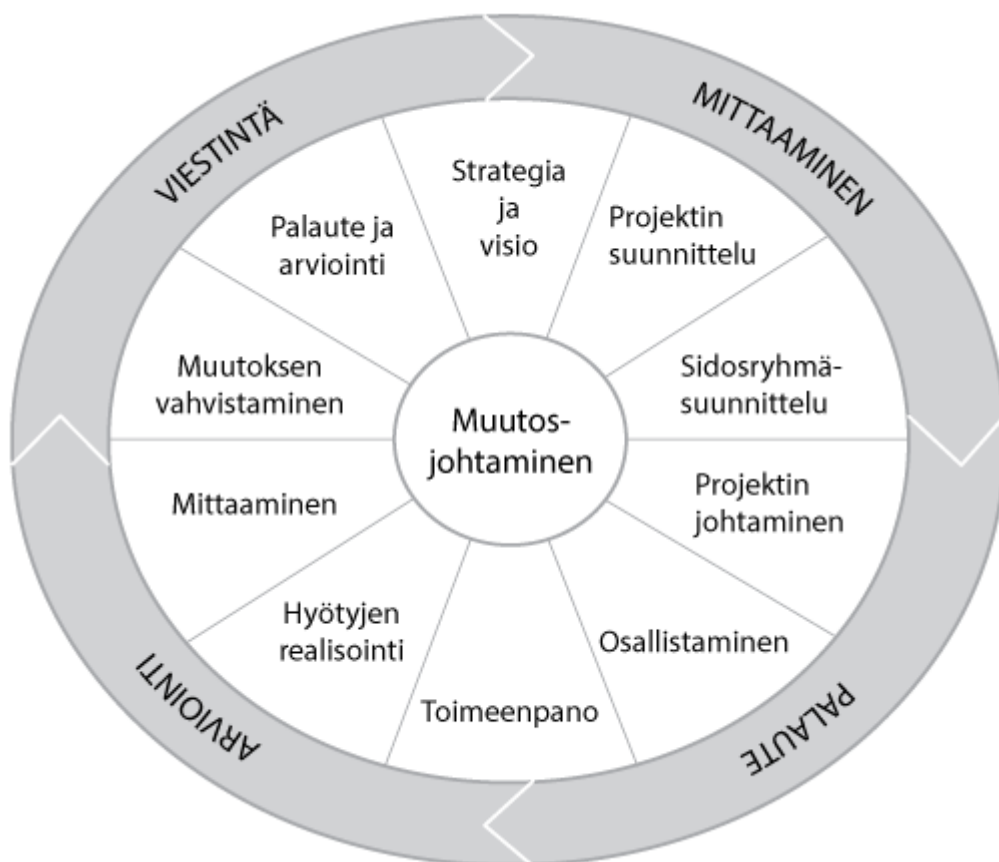 VIESTINTÄ
MITTAAMINEN
PALAUTE
ARVIOINTI
Strategia
ja
visio
Projektin
suunnittelu
Sidosryhmä-
suunnittelu
Projektin
johtaminen
Osallistaminen
Toimeenpano
Hyötyjen
realisointi
Mittaaminen
Muutoksen
vahvistaminen
Palaute ja
arviointi
Muutos-
johtaminen